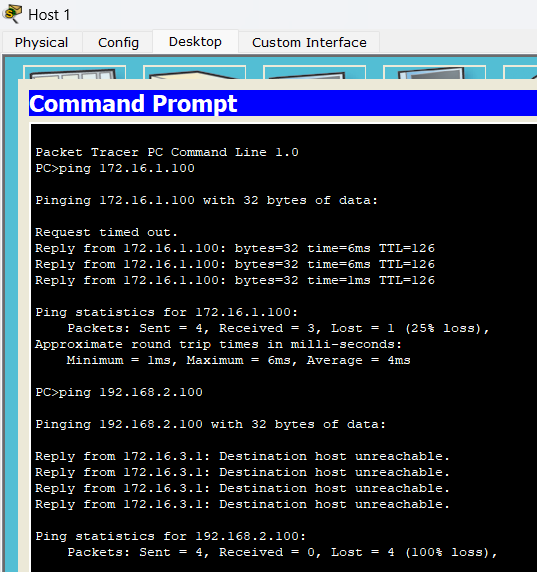 Host 1
Physical Config Desktop Custom Interface
Command Prompt
Packet Tracer PC Command Line 1.0
PC>ping 172.16.1.100
Pinging 172.16.1.100 with 32 bytes of data:
Request timed out.
Reply from 172.16.1.100: bytes=32 time=6ms TTL=126
Reply from 172.16.1.100: bytes=32 time=6ms TTL=126
Reply from 172.16.1.100: bytes=32 time=1ms TTL=126
Ping statistics for 172.16.1.100:
Packets: Sent = 4, Received = 3, Lost = 1 (25% loss),
Approximate round trip times in milli-seconds:
Minimum = 1ms, Maximum = 6ms, Average = 4ms
PC>ping 192.168.2.100
Pinging 192.168.2.100 with 32 bytes of data:
Reply from 172.16.3.1: Destination host unreachable.
Reply from 172.16.3.1: Destination host unreachable.
Reply from 172.16.3.1: Destination host unreachable.
Reply from 172.16.3.1: Destination host unreachable.
Ping statistics for 192.168.2.100:
Packets: Sent = 4, Received = 0, Lost = 4 (100% loss),